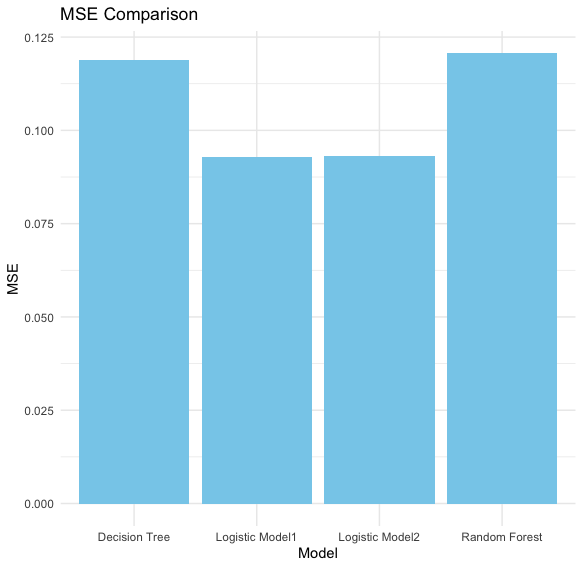 MSE Comparison
0.125
0.100
0.075
0.050
0.025
0.000
MSE
Decision Tree
Logistic Model1
Logistic Model2
Random Forest
Model